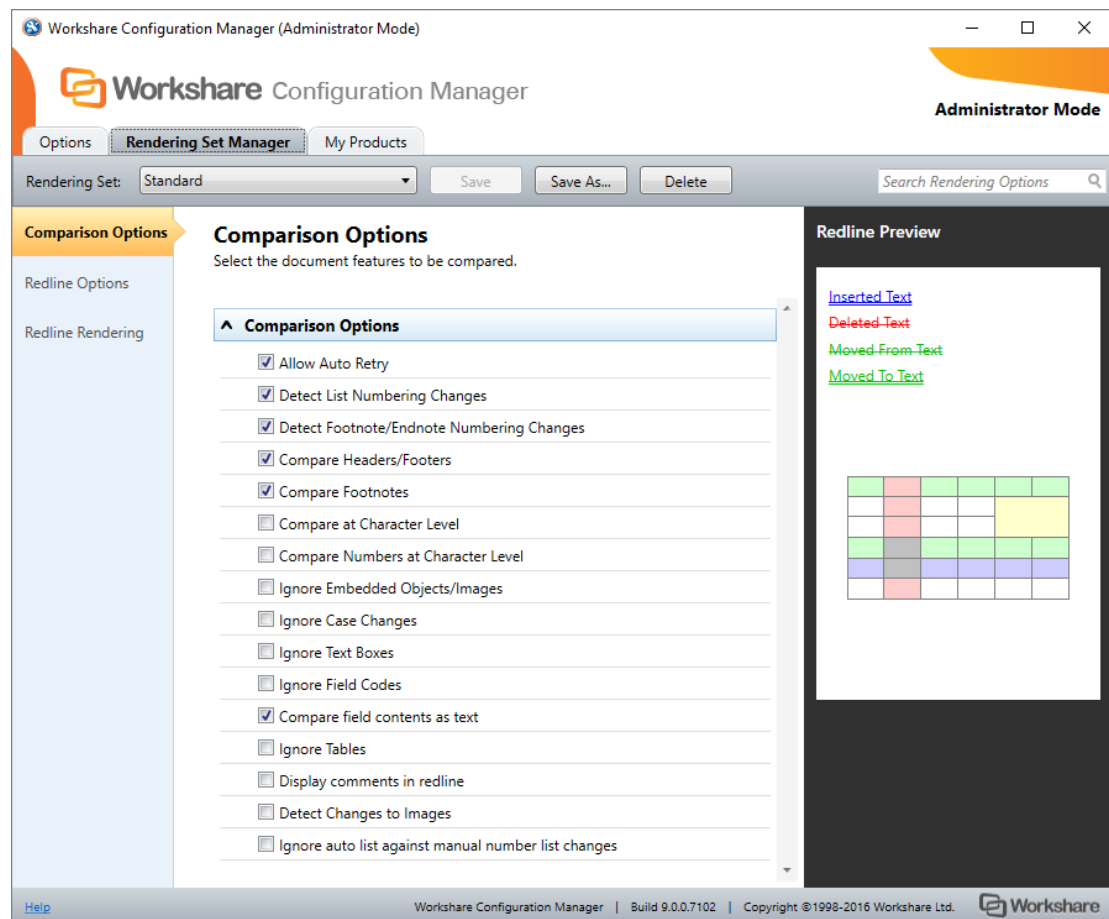 Workshare Configuration Manager (Administrator Mode)
Workshare Configuration Manager
Administrator Mode
Options
Rendering Set Manager
My Products
Rendering Set:
Standard
Save
Save As...
Delete
Search Rendering Options
Comparison Options
Redline Options
Redline Rendering
Comparison Options
Select the document features to be compared.
Comparison Options
Allow Auto Retry
Detect List Numbering Changes
Detect Footnote/Endnote Numbering Changes
Compare Headers/Footers
Compare Footnotes
Compare at Character Level
Compare Numbers at Character Level
Ignore Embedded Objects/Images
Ignore Case Changes
Ignore Text Boxes
Ignore Field Codes
Compare field contents as text
Ignore Tables
Display comments in redline
Detect Changes to Images
Ignore auto list against manual number list changes
Redline Preview
Inserted Text
Deleted Text
Moved From Text
Moved To Text
Help
Workshare Configuration Manager | Build 9.0.0.7102 | Copyright ©1998-2016 Workshare Ltd.
Workshare